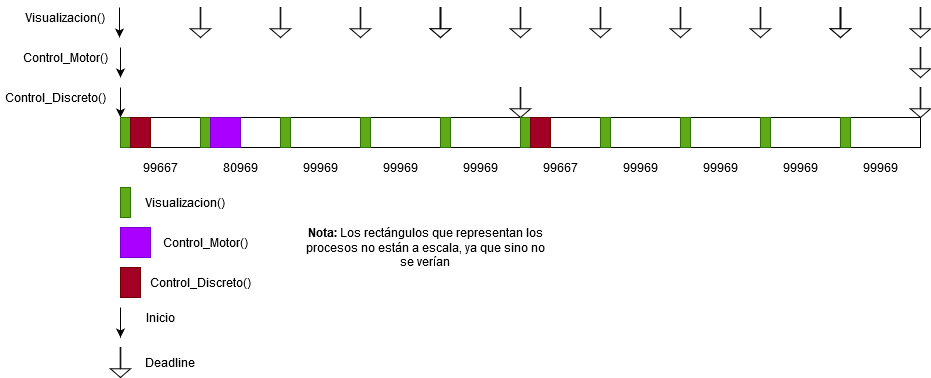 Visualizacion()
Control_Motor()
Control_Discreto()
99667 80969 99969 99969 99969 99667 99969 99969 99969 99969
Visualizacion()
Control_Motor()
Nota: Los rectángulos que representan los
procesos no están a escala, ya que sino no
se verían
Control_Discreto()
Inicio
Deadline